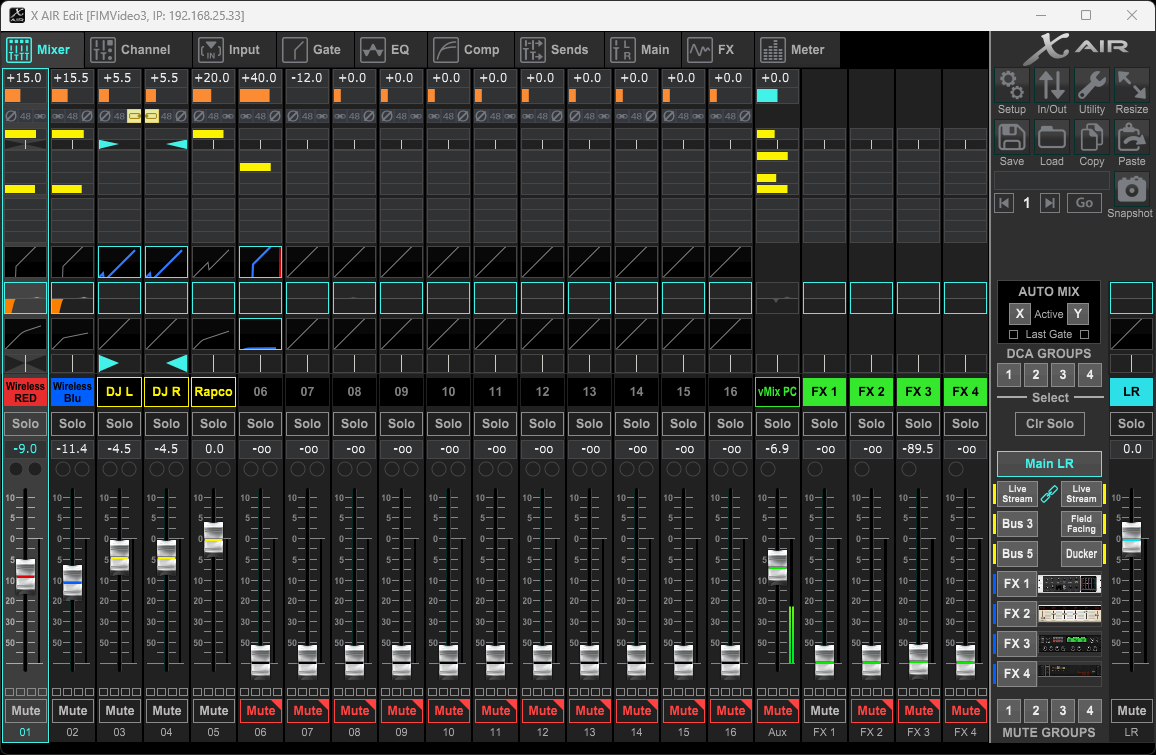 X AIR Edit [FIMVideo3, IP: 192.168.25.33]
Mixer Channel Input Gate EQ Comp Sends Main FX Meter
X AIR
+15.0 +15.5 +5.5 +5.5 +20.0 +40.0 -12.0 +0.0 +0.0 +0.0 +0.0 +0.0 +0.0 +0.0 +0.0 +0.0 +0.0
48 48 48 48 48 48 48 48 48 48 48 48 48 48 48 48
Setup In/Out Utility Resize
Save Load Copy Paste
1 Go
Snapshot
AUTO MIX
X Active Y
Last Gate
DCA GROUPS
1 2 3 4
Select
Clr Solo
Wireless RED
Wireless Blu
DJ L DJ R Rapco 06 07 08 09 10 11 12 13 14 15 16 vMix PC FX 1 FX 2 FX 3 FX 4 LR
Solo Solo Solo Solo Solo Solo Solo Solo Solo Solo Solo Solo Solo Solo Solo Solo Solo Solo Solo Solo Solo Solo
-9.0 -11.4 -4.5 -4.5 0.0 -oo -oo -oo -oo -oo -oo -oo -oo -oo -oo -oo -6.9 -oo -oo -89.5 -oo 0.0
10 5 0 5 10 20 30 50
Main LR
Live Stream Live Stream
Bus 3 Field Facing
Bus 5 Ducker
FX 1
FX 2
FX 3
FX 4
1 2 3 4
MUTE GROUPS
Mute Mute Mute Mute Mute Mute Mute Mute Mute Mute Mute Mute Mute Mute Mute Mute Mute Mute Mute Mute Mute Mute
01 02 03 04 05 06 07 08 09 10 11 12 13 14 15 16 Aux FX 1 FX 2 FX 3 FX 4 LR